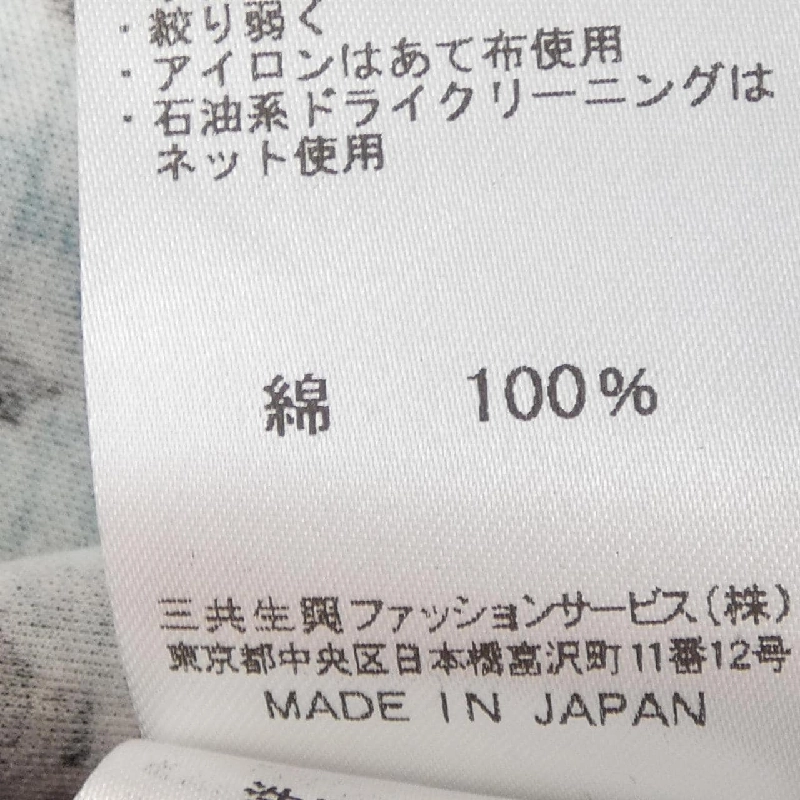 ・絞り弱く
・アイロンはあて布使用
・石油系ドライクリーニングは
ネット使用
綿 100%
三共生興ファッションサービス(株)
東京都中央区日本橋富沢町11番12号
MADE IN JAPAN